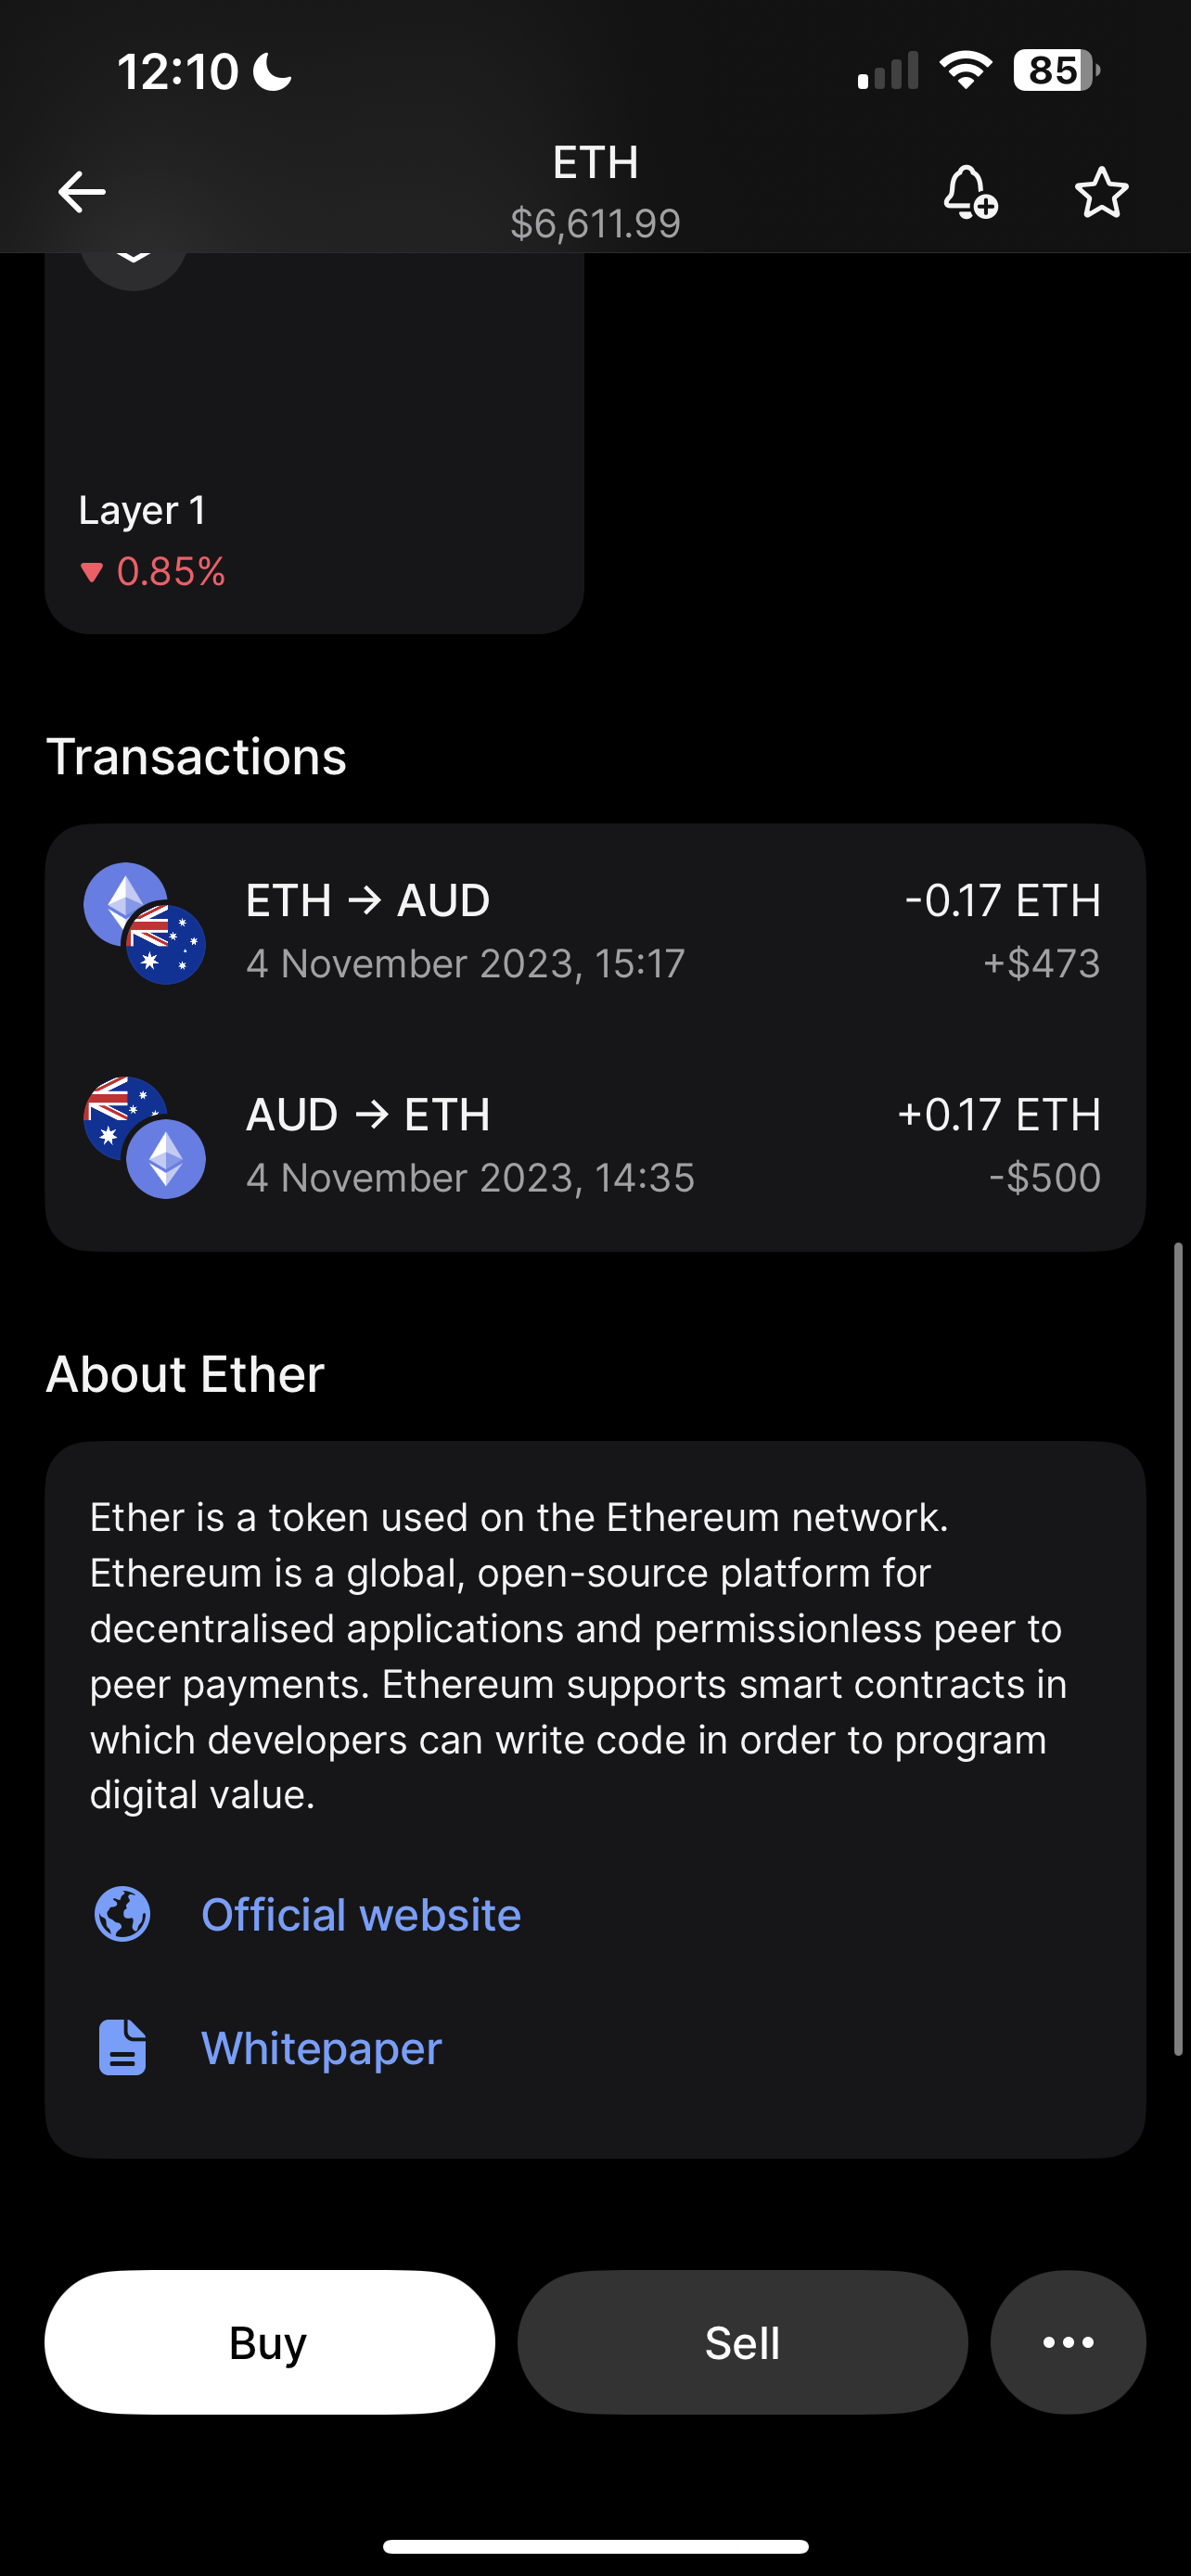 12:10
85
ETH
$6,611.99
Layer 1
0.85%
Transactions
ETH → AUD
-0.17 ETH
4 November 2023, 15:17
+$473
AUD → ETH
+0.17 ETH
4 November 2023, 14:35
-$500
About Ether
Ether is a token used on the Ethereum network.
Ethereum is a global, open-source platform for
decentralised applications and permissionless peer to
peer payments. Ethereum supports smart contracts in
which developers can write code in order to program
digital value.
Official website
Whitepaper
Buy
Sell